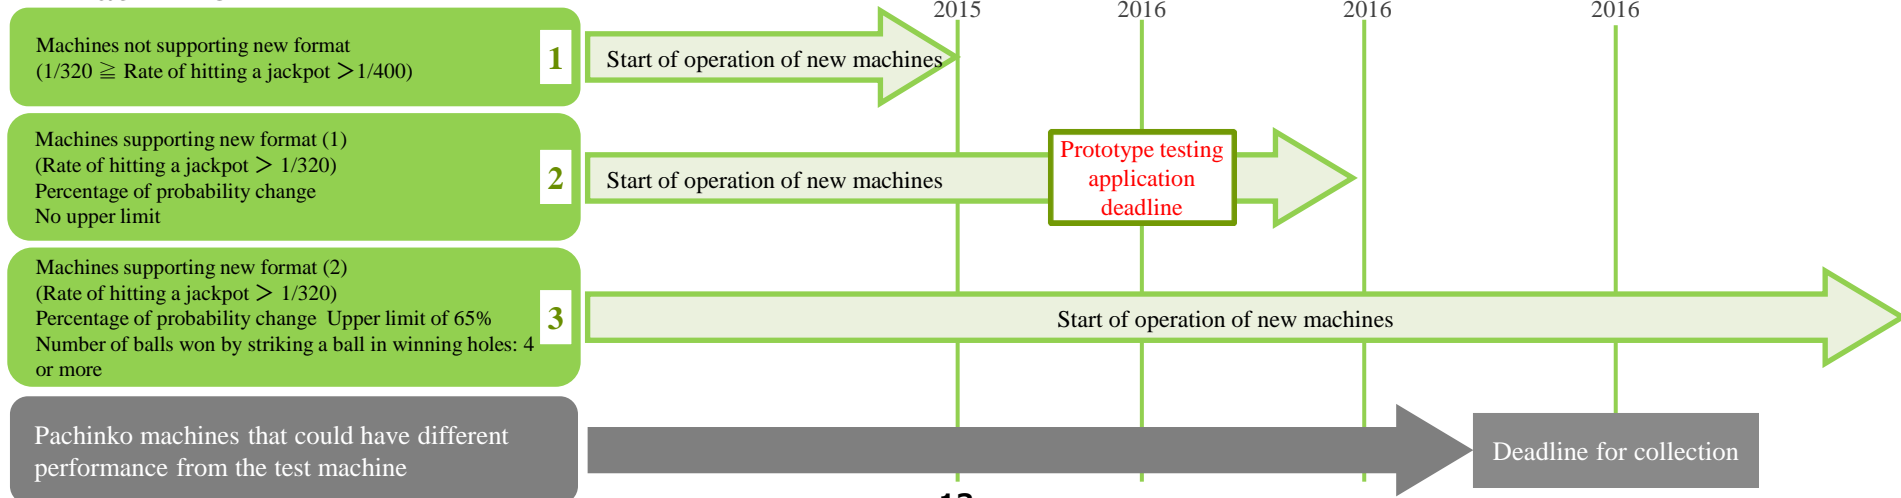 2015
2016
2016
2016
Machines not supporting new format
(1/320 ≧ Rate of hitting a jackpot ＞1/400)
1
Start of operation of new machines
Machines supporting new format (1)
(Rate of hitting a jackpot ＞ 1/320)
Percentage of probability change
No upper limit
2
Start of operation of new machines
Prototype testing
application
deadline
Machines supporting new format (2)
(Rate of hitting a jackpot ＞ 1/320)
Percentage of probability change Upper limit of 65%
Number of balls won by striking a ball in winning holes: 4
or more
3
Start of operation of new machines
Pachinko machines that could have different
performance from the test machine
Deadline for collection